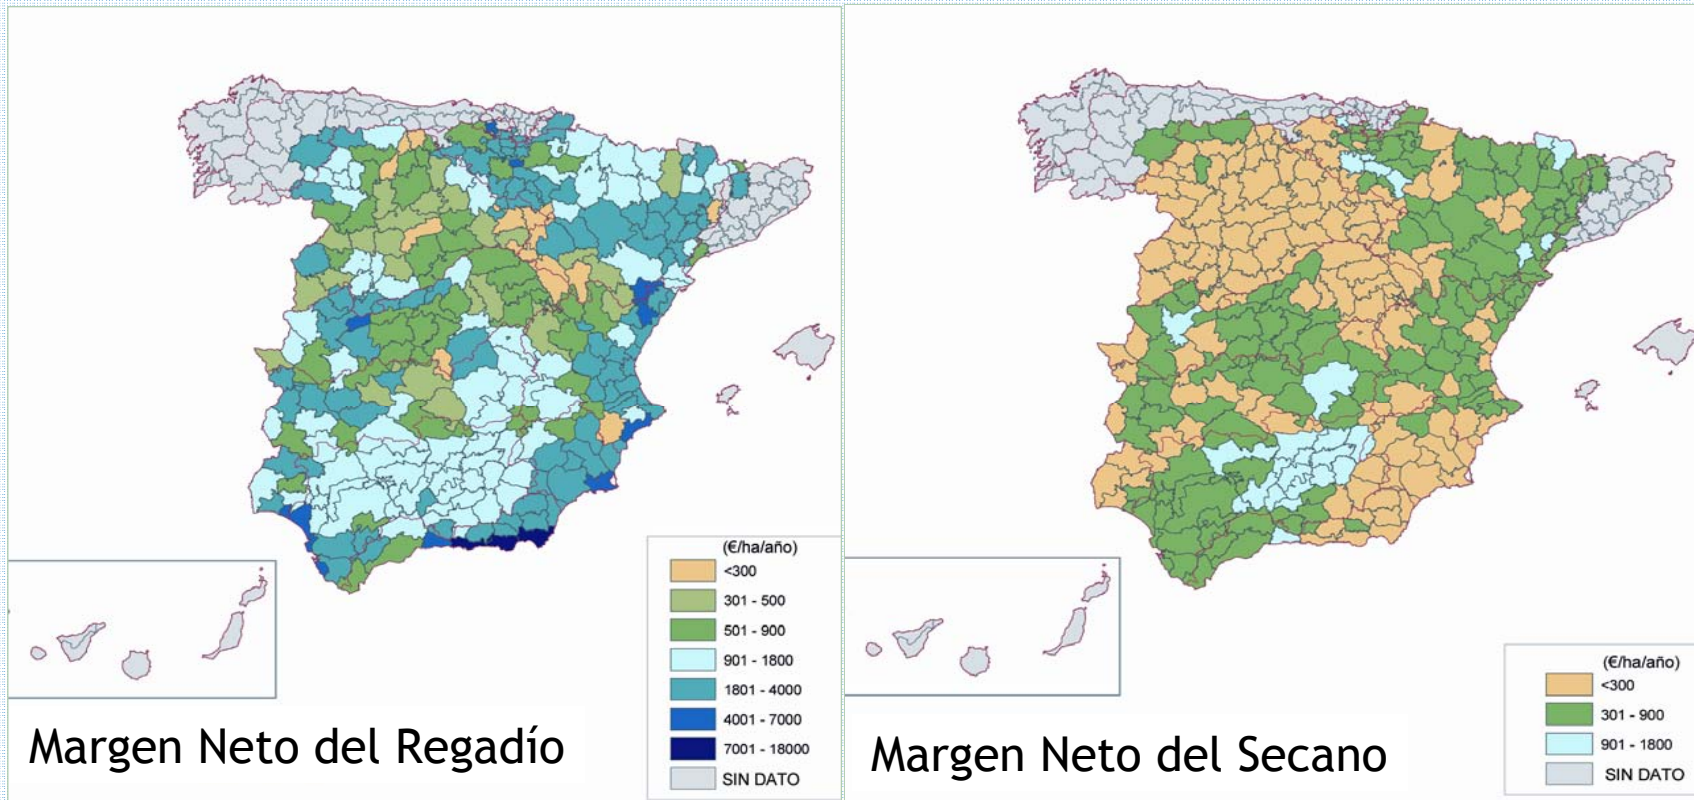 (€/ha/año)
<300
301 - 500
501 - 900
901 - 1800
1801 - 4000
4001 - 7000
7001 - 18000
SIN DATO
Margen Neto del Regadío
(€/ha/año)
<300
301 - 900
901 - 1800
SIN DATO
Margen Neto del Secano